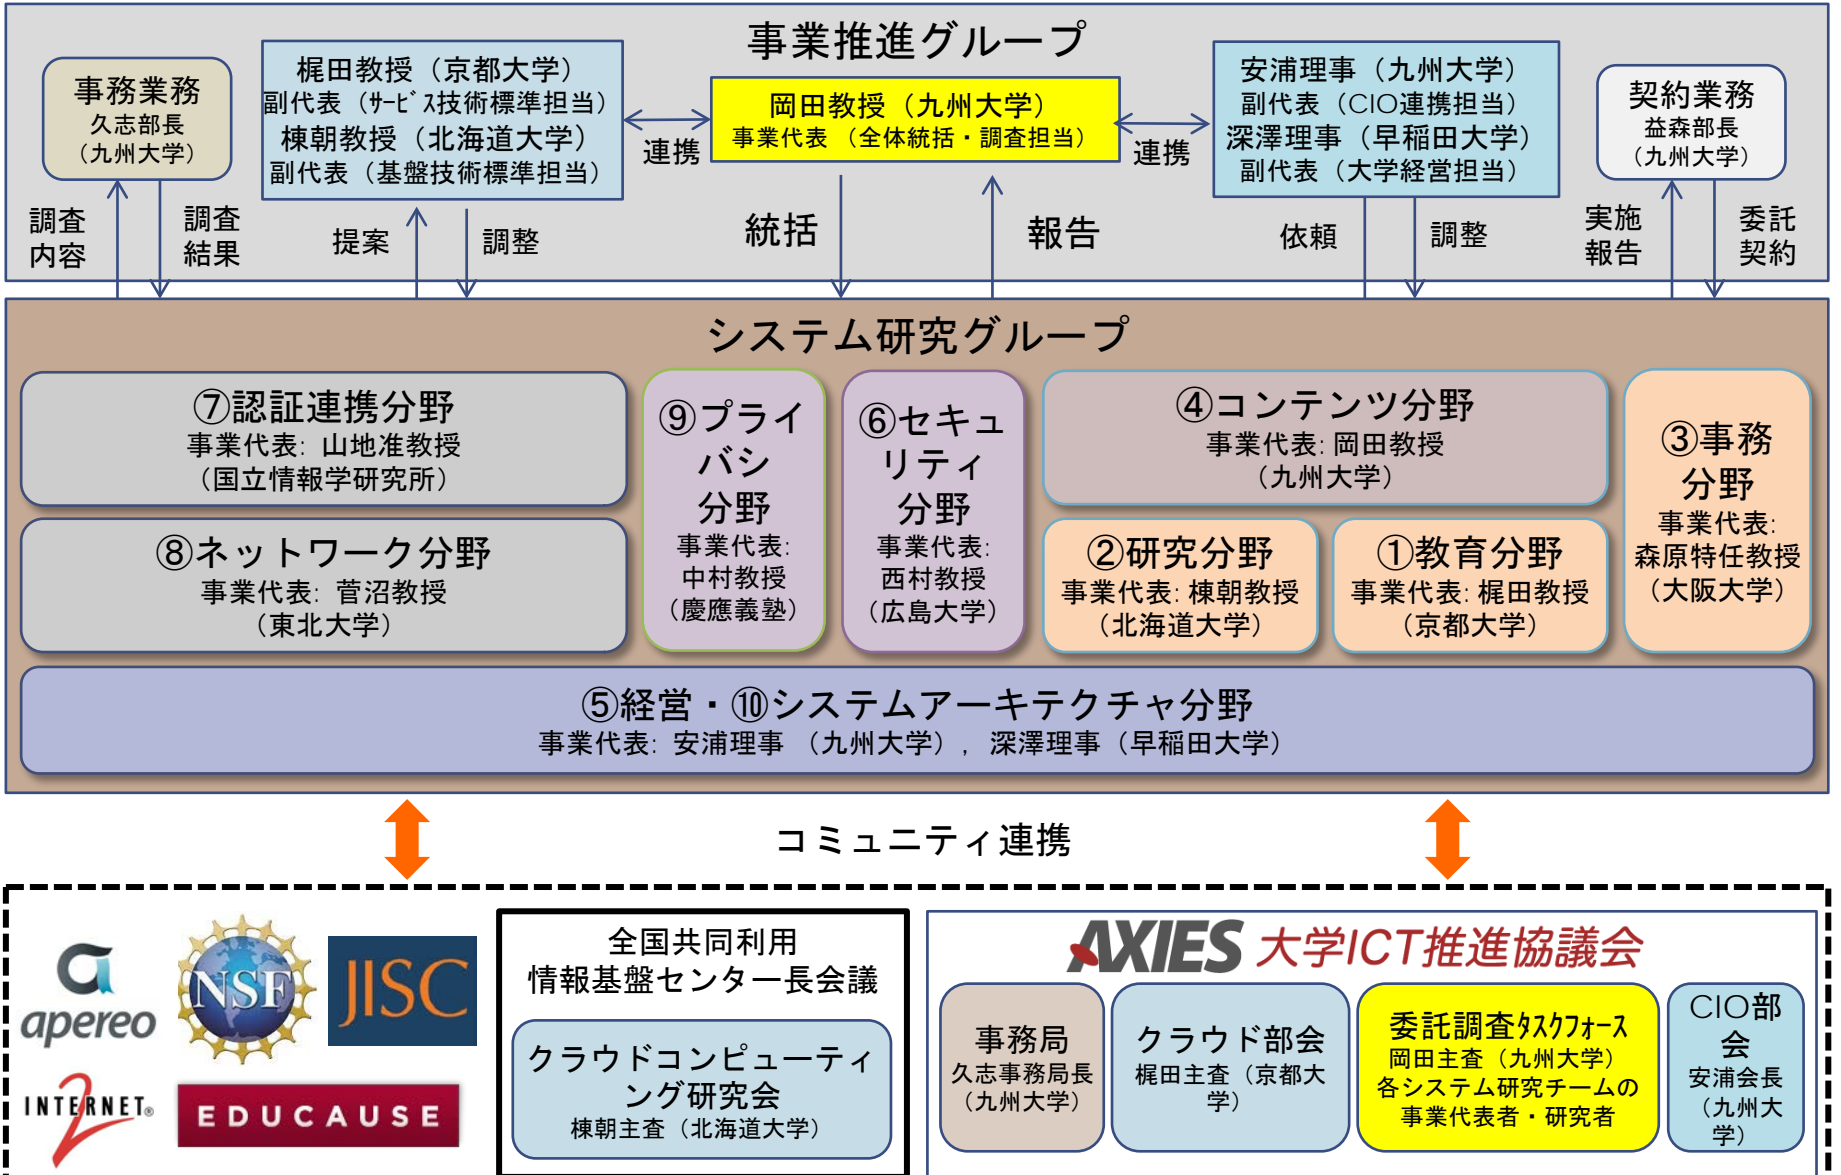 事業推進グループ
事務業務
久志部長
（九州大学）
梶田教授（京都大学）
副代表（ｻｰﾋﾞｽ技術標準担当）
棟朝教授（北海道大学）
副代表（基盤技術標準担当）
連携
岡田教授（九州大学）
事業代表（全体統括・調査担当）
連携
安浦理事（九州大学）
副代表（CIO連携担当）
深澤理事（早稲田大学）
副代表（大学経営担当）
契約業務
益森部長
（九州大学）
調査
内容
調査
結果
提案
調整
統括
報告
依頼
調整
実施
報告
委託
契約
システム研究グループ
⑦認証連携分野
事業代表: 山地准教授
（国立情報学研究所）
⑧ネットワーク分野
事業代表: 菅沼教授
（東北大学）
⑨プライ
バシ
分野
事業代表:
中村教授
（慶應義塾）
⑥セキュ
リティ
分野
事業代表:
西村教授
（広島大学）
④コンテンツ分野
事業代表: 岡田教授
（九州大学）
②研究分野
事業代表: 棟朝教授
（北海道大学）
①教育分野
事業代表: 梶田教授
（京都大学）
③事務
分野
事業代表:
森原特任教授
（大阪大学）
⑤経営・⑩システムアーキテクチャ分野
事業代表: 安浦理事 （九州大学）, 深澤理事（早稲田大学）
コミュニティ連携
apereo
NSF
JISC
INTERNET®
2
EDUCAUSE
全国共同利用
情報基盤センター長会議
クラウドコンピューティ
ング研究会
棟朝主査（北海道大学）
AXIES 大学ICT推進協議会
事務局
久志事務局長
（九州大学）
クラウド部会
梶田主査（京都大
学）
委託調査ﾀｽｸﾌｫｰｽ
岡田主査（九州大学）
各システム研究チームの
事業代表者・研究者
CIO部
会
安浦会長
（九州大
学）